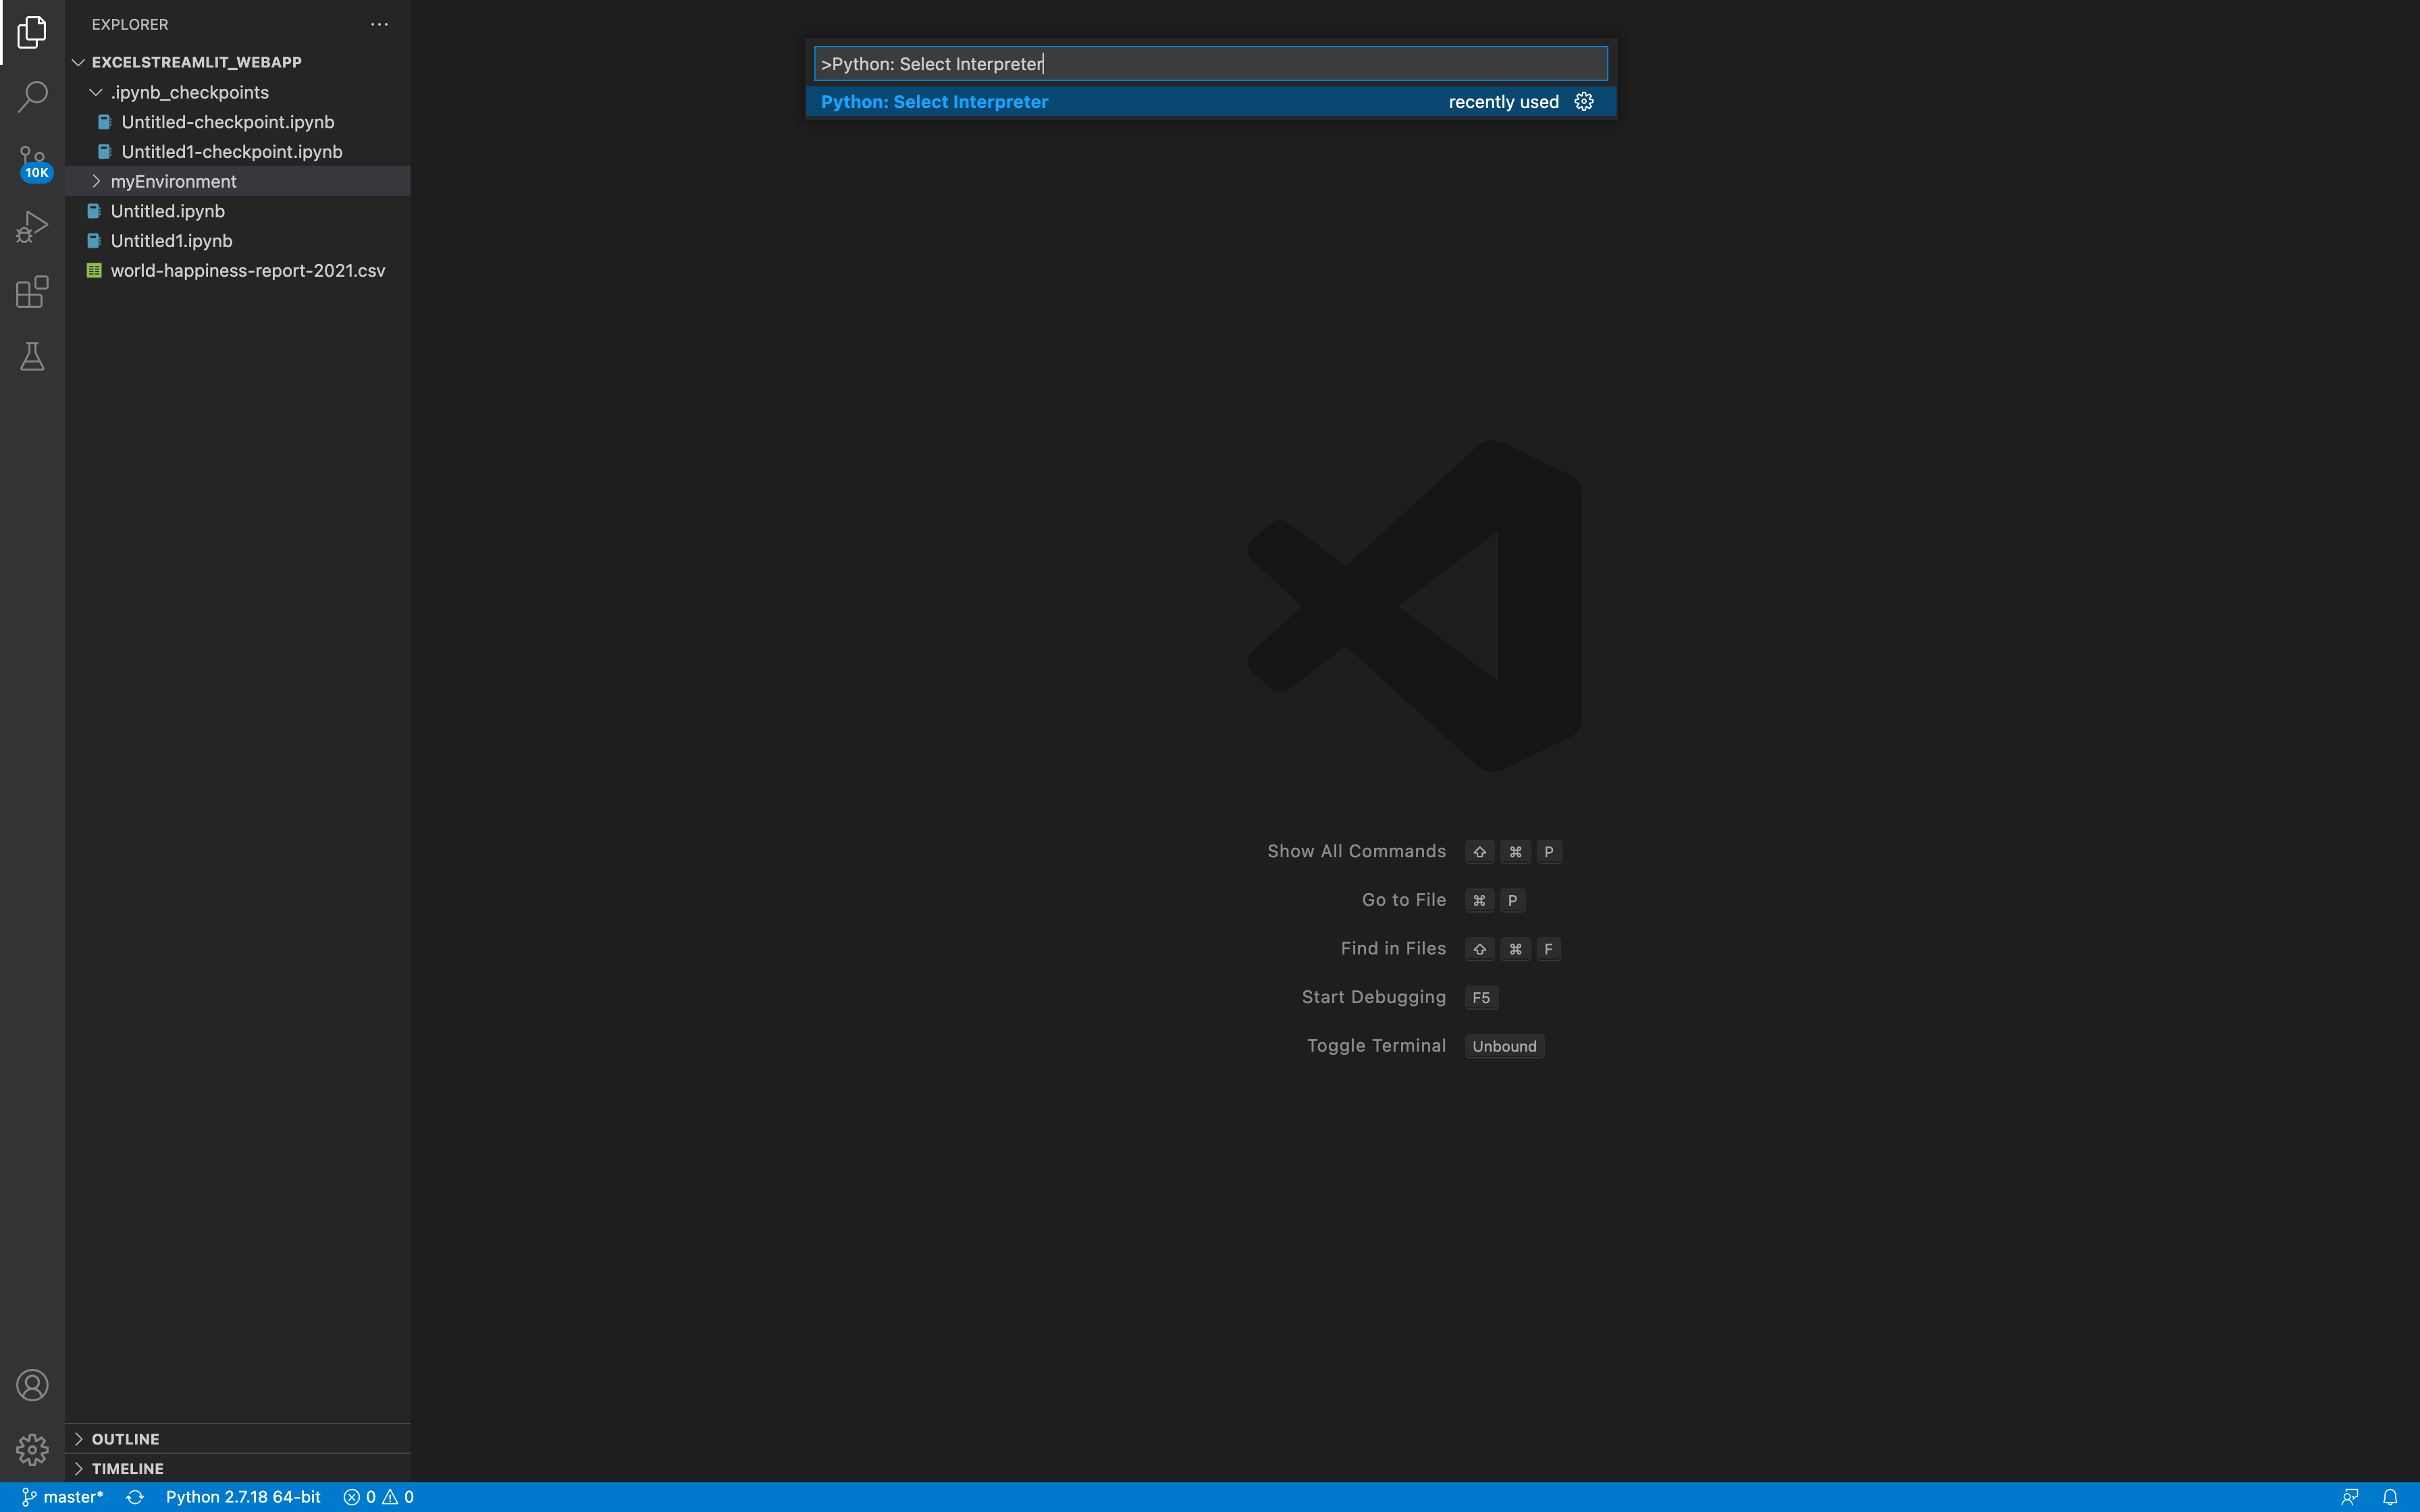 EXPLORER
EXCELSTREAMLIT_WEBAPP
.ipynb_checkpoints
Untitled-checkpoint.ipynb
Untitled1-checkpoint.ipynb
myEnvironment
Untitled.ipynb
Untitled1.ipynb
world-happiness-report-2021.csv
10K
>Python: Select Interpreter
Python: Select Interpreter recently used
Show All Commands ⇧ ⌘ P
Go to File ⌘ P
Find in Files ⇧ ⌘ F
Start Debugging F5
Toggle Terminal Unbound
OUTLINE
TIMELINE
master* Python 2.7.18 64-bit 0 0